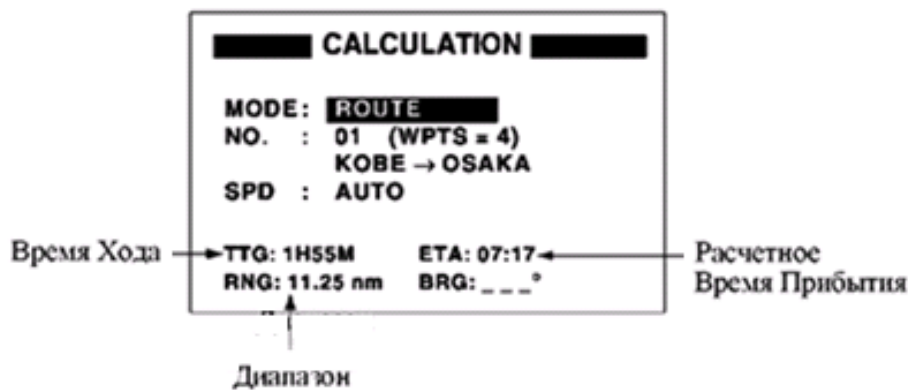 CALCULATION
MODE: ROUTE
NO. : 01 (WPTS = 4)
KOBE → OSAKA
SPD : AUTO
Время Хода
TTG: 1H55M ETA: 07:17
Расчетное
Время Прибытия
RNG: 11.25 nm BRG: _ _ _°
Диапазон